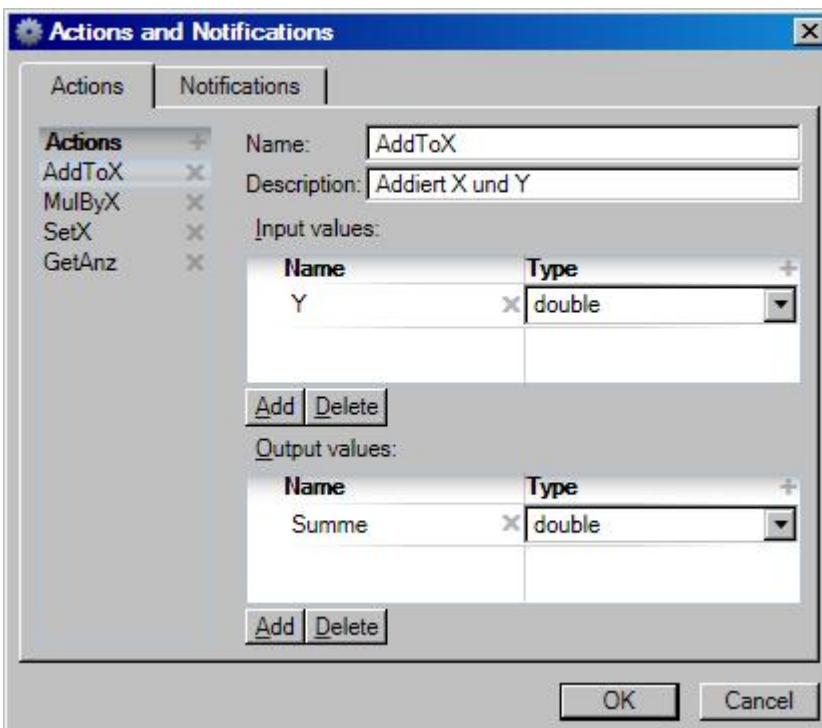 Actions and Notifications
Actions Notifications
Actions
AddToX
MulByX
SetX
GetAnz
Name: AddToX
Description: Addiert X und Y
Input values:
Name Type
Y double
Add Delete
Output values:
Name Type
Summe double
Add Delete
OK Cancel